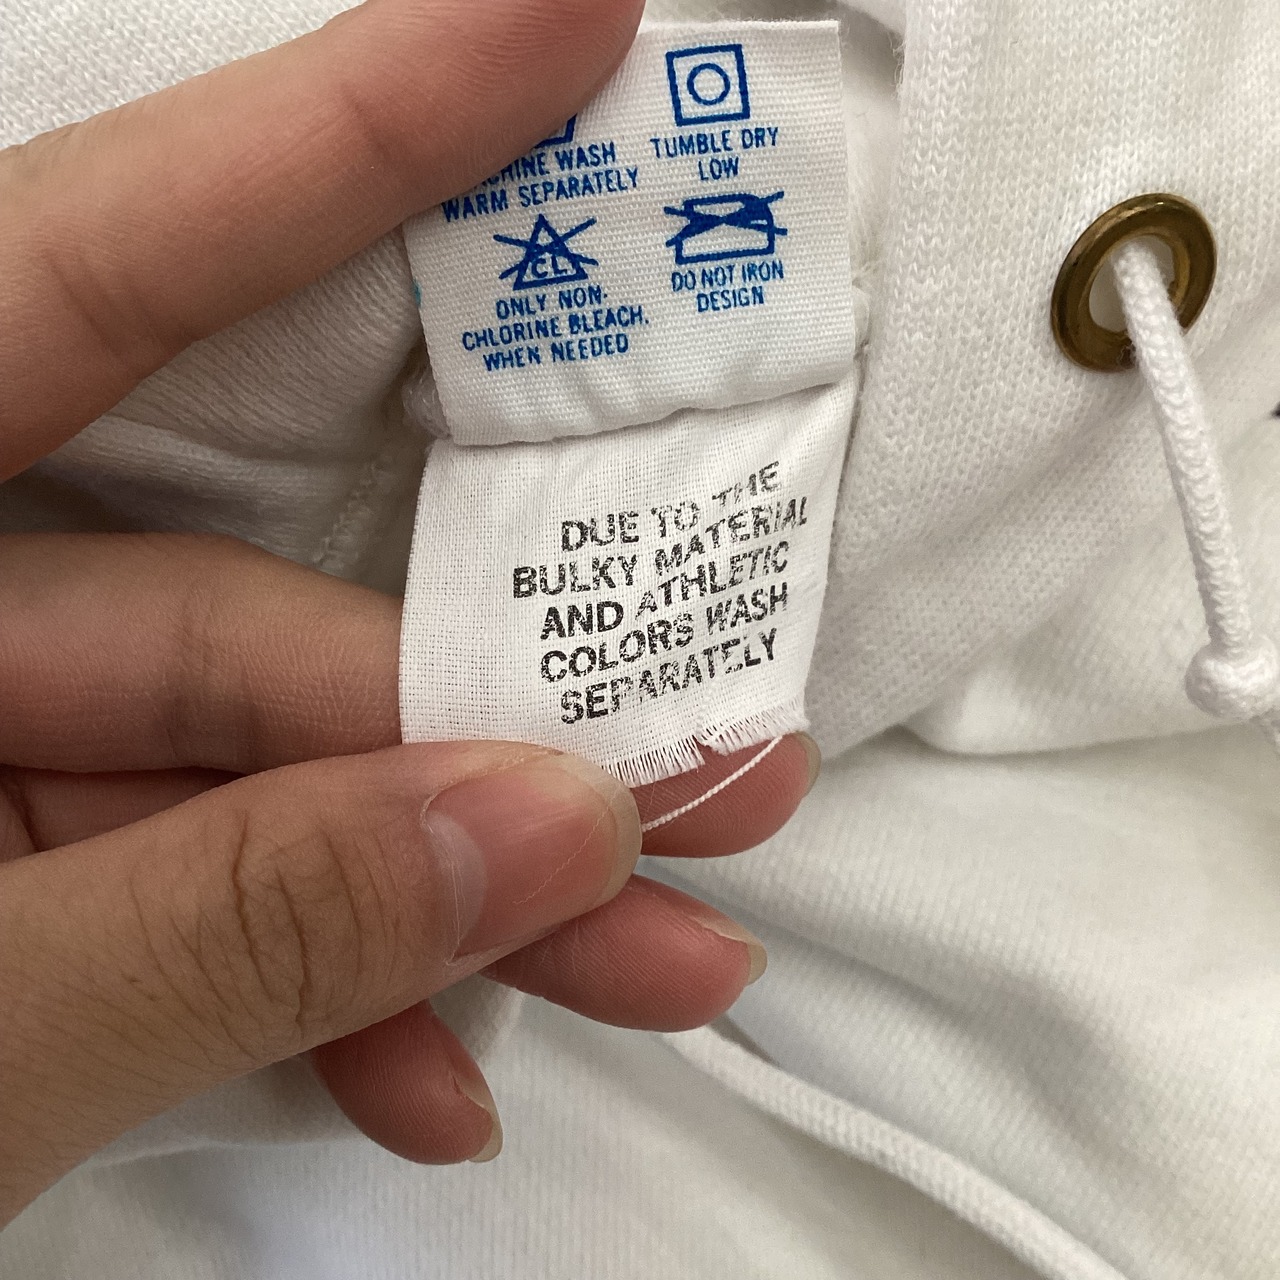 TUMBLE DRY
LOW
WASH
WARM SEPARATELY
CL
ONLY NON-
CHLORINE BLEACH.
WHEN NEEDED
DO NOT IRON
DESIGN
DUE TO THE
BULKY MATERIAL
AND ATHLETIC
COLORS WASH
SEPARATELY